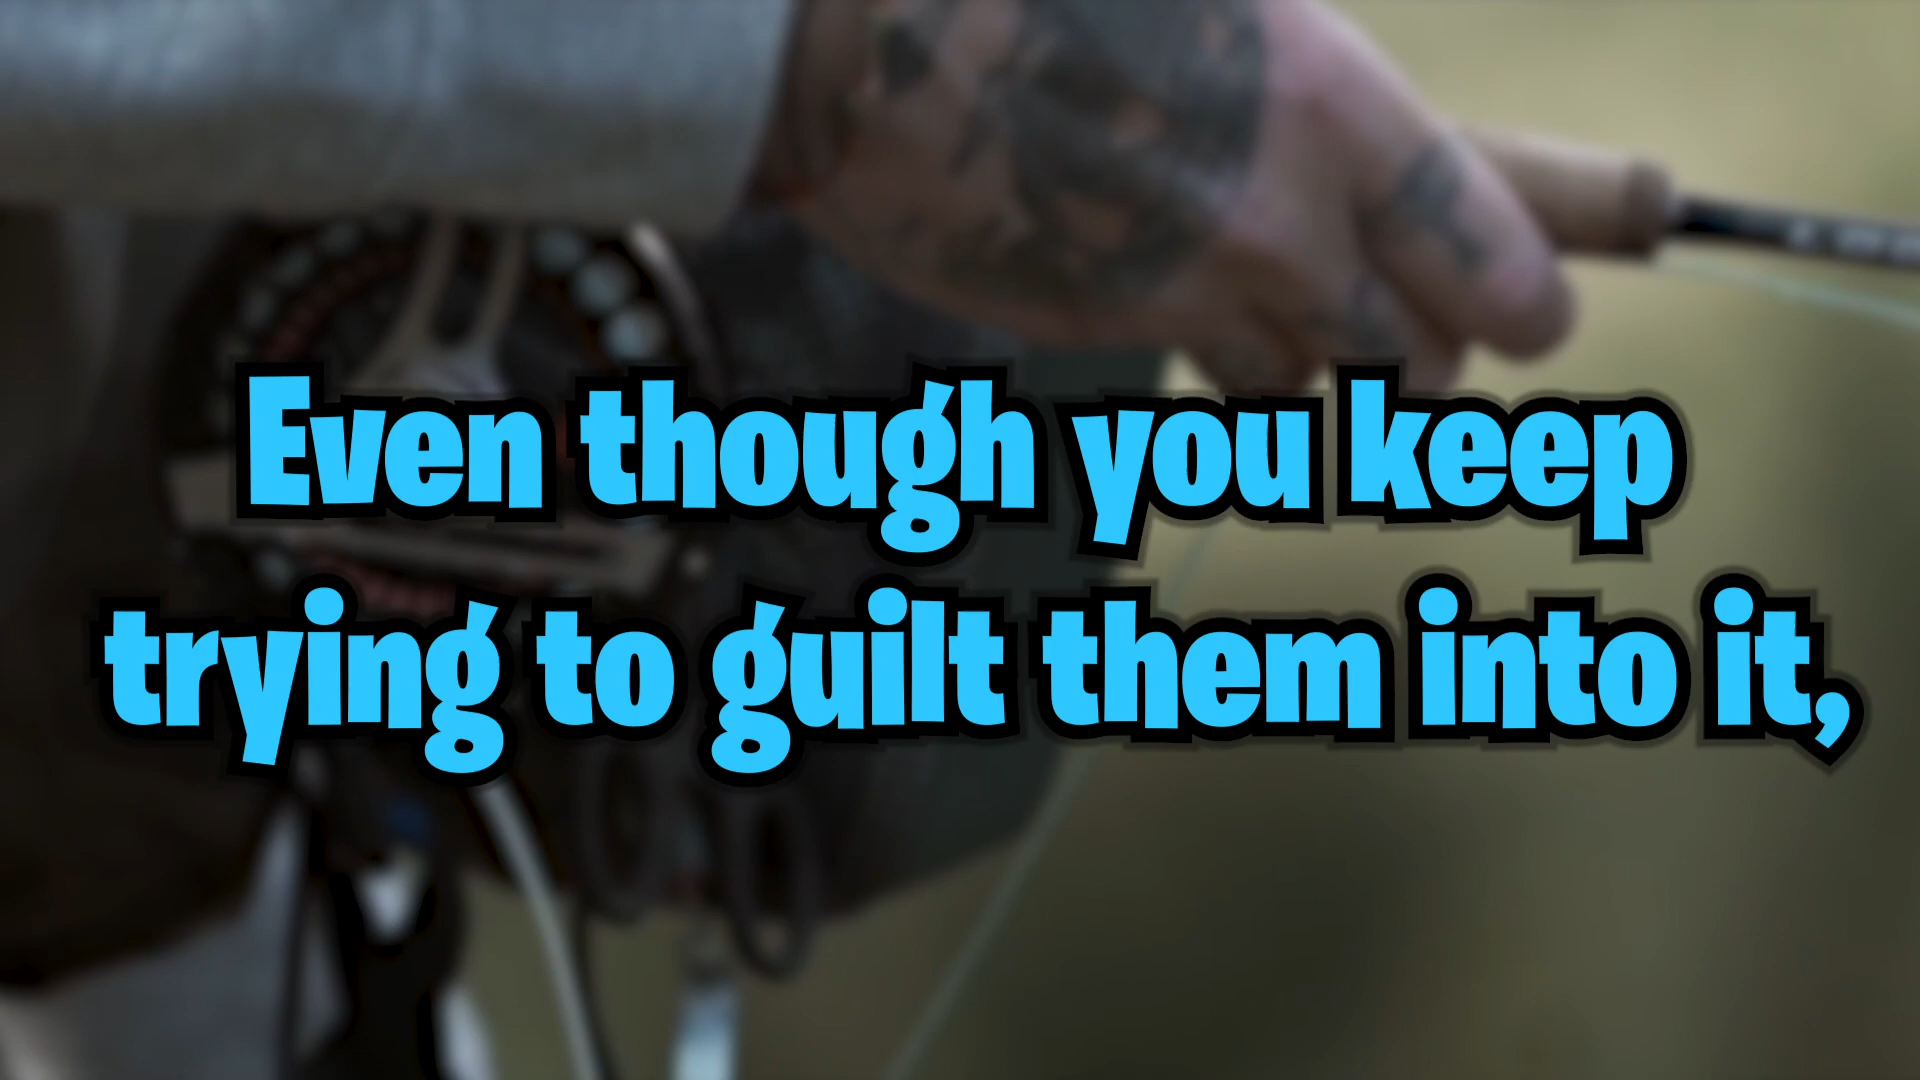 Even though you keep
trying to guilt them into it,